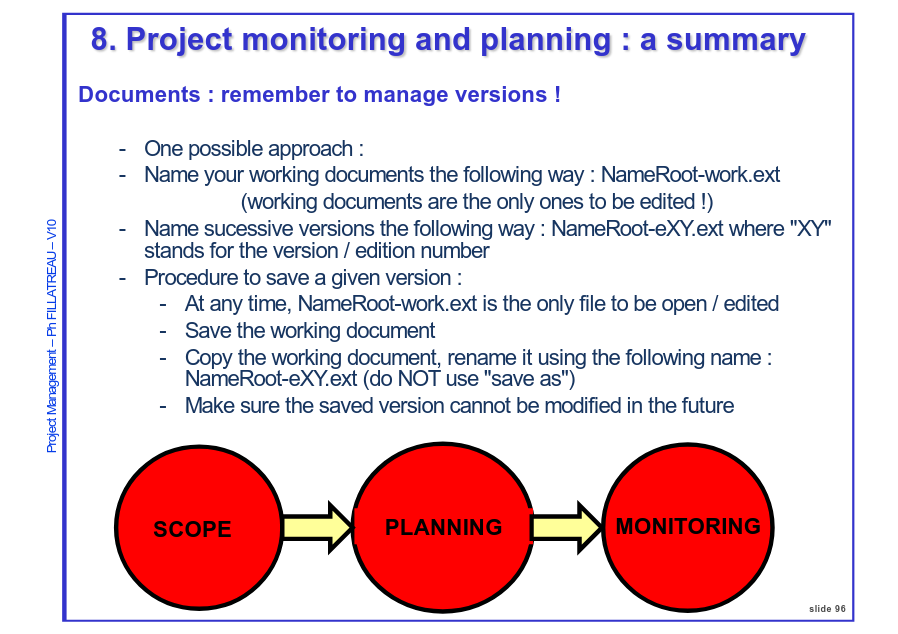 8. Project monitoring and planning : a summary
Documents : remember to manage versions !
- One possible approach :
- Name your working documents the following way : NameRoot-work.ext
(working documents are the only ones to be edited !)
- Name sucessive versions the following way : NameRoot-eXY.ext where "XY"
stands for the version / edition number
- Procedure to save a given version :
- At any time, NameRoot-work.ext is the only file to be open / edited
- Save the working document
- Copy the working document, rename it using the following name :
NameRoot-eXY.ext (do NOT use "save as")
- Make sure the saved version cannot be modified in the future
SCOPE
PLANNING
MONITORING
Project Management – Ph FILLATREAU – V10
slide 96